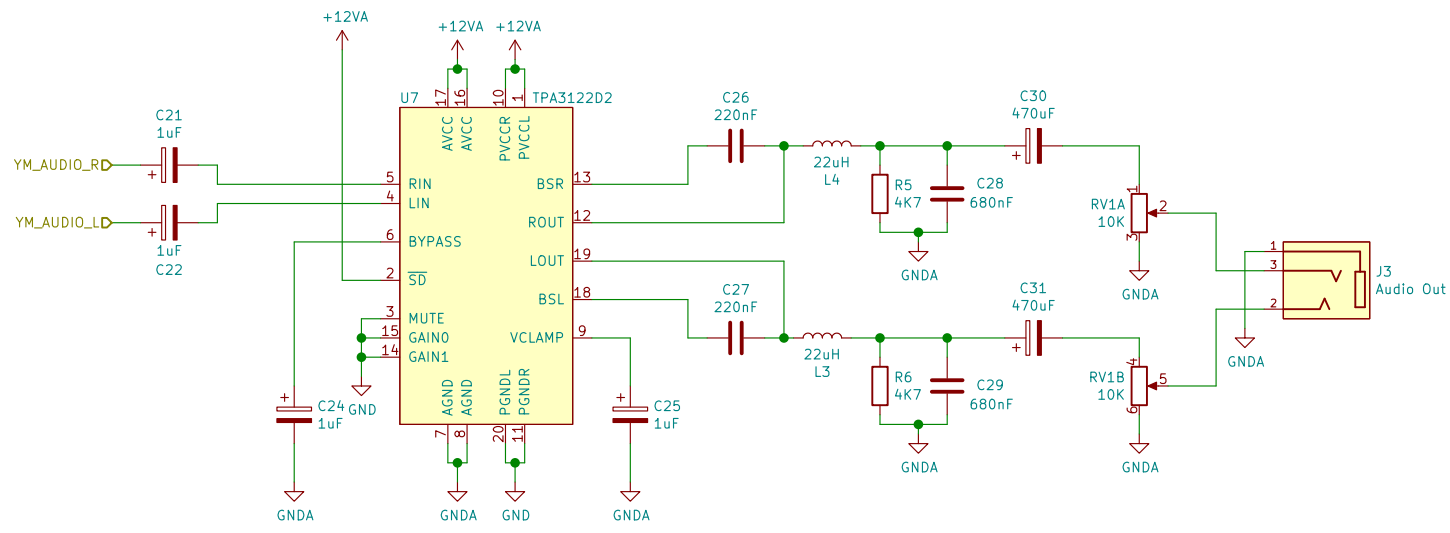 +12VA
+12VA
+12VA
U7
TPA3122D2
17
16
10
1
AVCC
AVCC
PVCCR
PVCCL
C21
1uF
YM_AUDIO_R
+
5
RIN
4
LIN
YM_AUDIO_L
+
1uF
C22
6
BYPASS
2
SD
3
MUTE
15
GAIN0
14
GAIN1
GND
+
C24
1uF
GNDA
BSR
13
ROUT
12
LOUT
19
BSL
18
VCLAMP
9
AGND
AGND
PGNDL
PGNDR
7
8
20
11
GNDA
GND
+
C25
1uF
GNDA
C26
220nF
C27
220nF
22uH
L4
22uH
L3
R5
4K7
C28
680nF
GNDA
R6
4K7
C29
680nF
GNDA
C30
470uF
+
C31
470uF
+
RV1A
10K
1
2
3
GNDA
RV1B
10K
4
5
6
GNDA
1
3
2
J3
Audio Out
GNDA